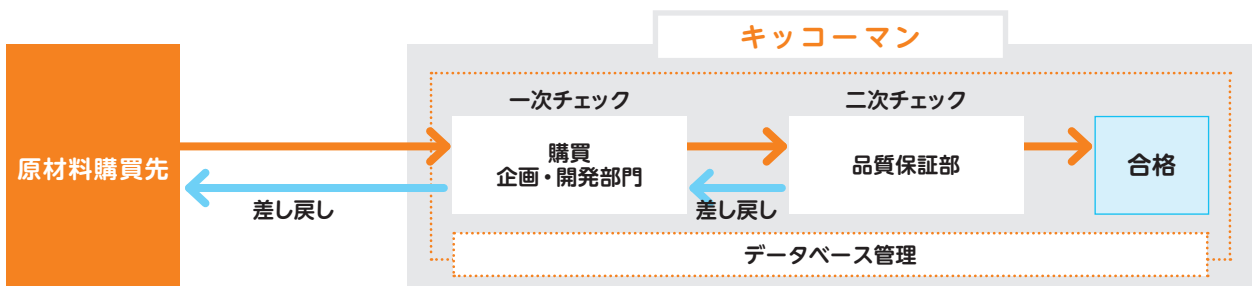 キッコーマン
一次チェック
二次チェック
原材料購買先
購買
企画・開発部門
品質保証部
合格
差し戻し
差し戻し
データベース管理